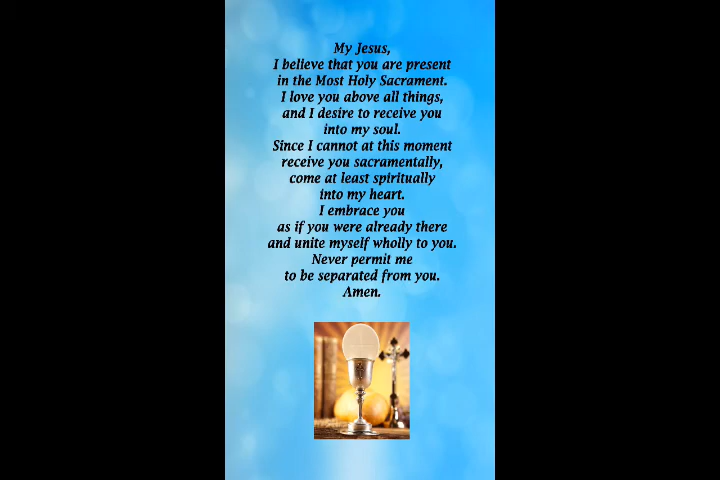 My Jesus,
I believe that you are present
in the Most Holy Sacrament.
I love you above all things,
and I desire to receive you
into my soul.
Since I cannot at this moment
receive you sacramentally,
come at least spiritually
into my heart.
I embrace you
as if you were already there
and unite myself wholly to you.
Never permit me
to be separated from you.
Amen.